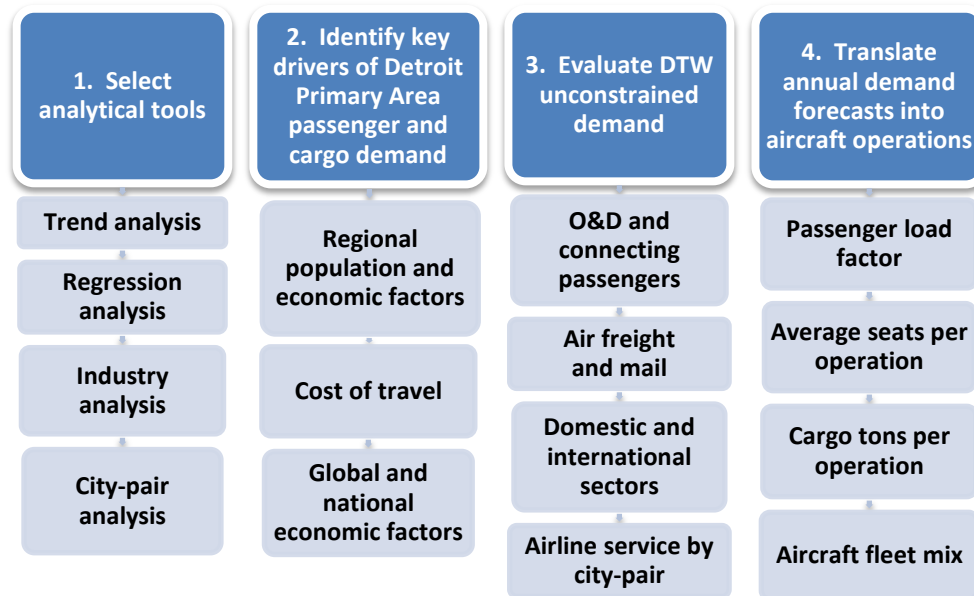 1.  Select
analytical tools
Trend analysis
Regression
analysis
Industry
analysis
City-pair
analysis
2.  Identify key
drivers of Detroit
Primary Area
passenger and
cargo demand
Regional
population and
economic factors
Cost of travel
Global and
national
economic factors
3.  Evaluate DTW
unconstrained
demand
O&D and
connecting
passengers
Air freight
and mail
Domestic and
international
sectors
Airline service by
city-pair
4.  Translate
annual demand
forecasts into
aircraft operations
Passenger load
factor
Average seats per
operation
Cargo tons per
operation
Aircraft fleet mix